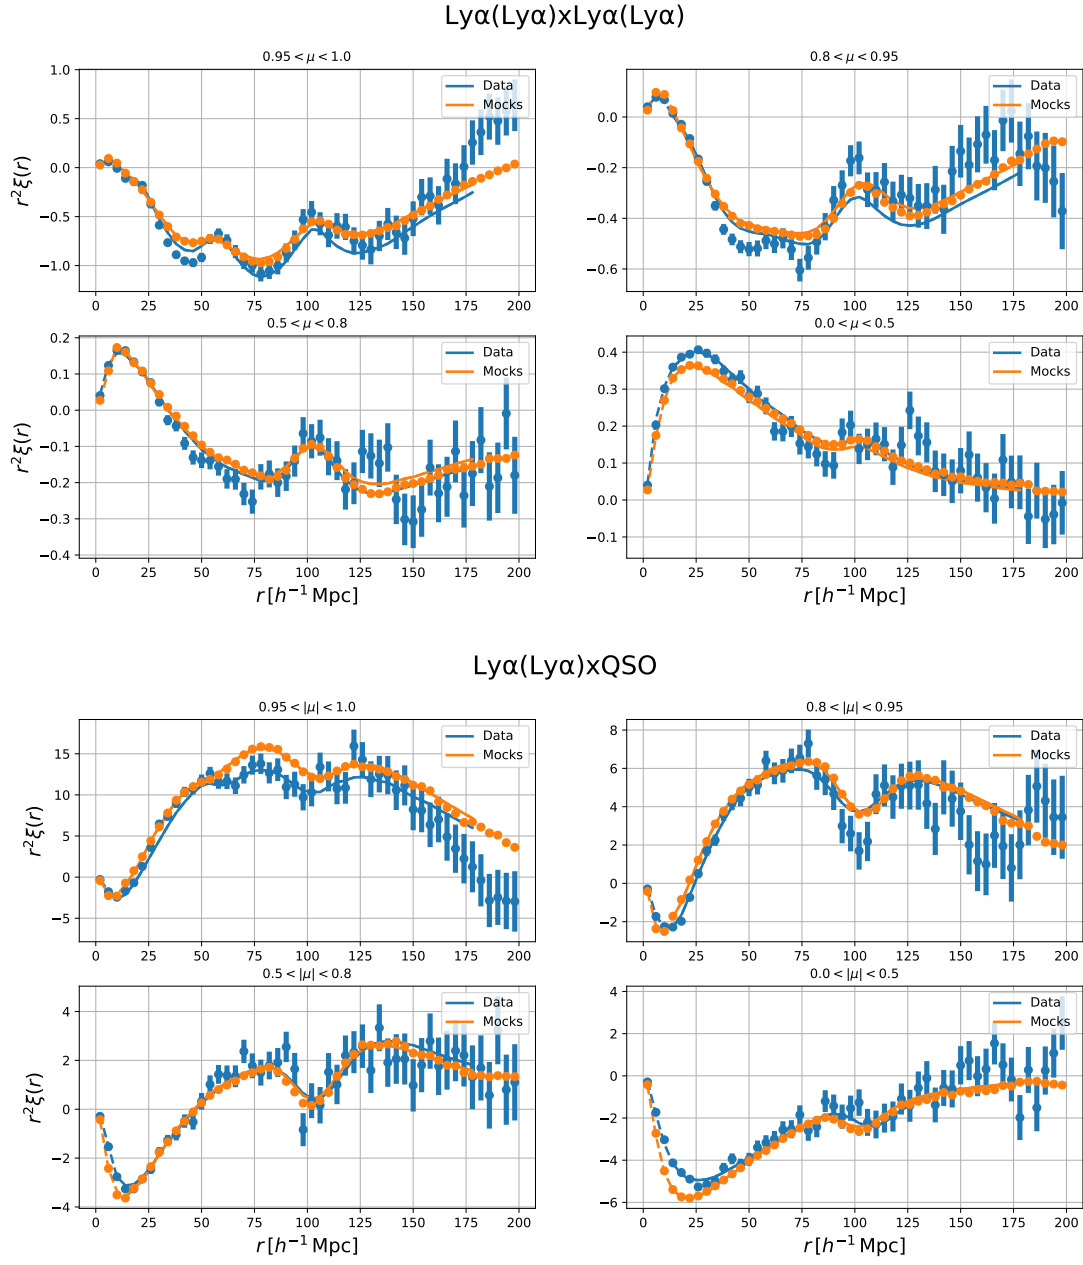 Lyα(Lyα)xLyα(Lyα)
0.95 < μ < 1.0
0.8 < μ < 0.95
r²ξ(r)
1.0
0.5
0.0
−0.5
−1.0
0 25 50 75 100 125 150 175 200
Data
Mocks
0.0
−0.2
−0.4
−0.6
0 25 50 75 100 125 150 175 200
Data
Mocks
0.5 < μ < 0.8
0.0 < μ < 0.5
r²ξ(r)
0.2
0.1
0.0
−0.1
−0.2
−0.3
−0.4
0 25 50 75 100 125 150 175 200
r [h⁻¹ Mpc]
Data
Mocks
0.4
0.3
0.2
0.1
0.0
−0.1
0 25 50 75 100 125 150 175 200
r [h⁻¹ Mpc]
Data
Mocks
Lyα(Lyα)xQSO
0.95 < |μ| < 1.0
0.8 < |μ| < 0.95
r²ξ(r)
15
10
5
0
−5
0 25 50 75 100 125 150 175 200
Data
Mocks
8
6
4
2
0
−2
0 25 50 75 100 125 150 175 200
Data
Mocks
0.5 < |μ| < 0.8
0.0 < |μ| < 0.5
r²ξ(r)
4
2
0
−2
−4
0 25 50 75 100 125 150 175 200
r [h⁻¹ Mpc]
Data
Mocks
4
2
0
−2
−4
−6
0 25 50 75 100 125 150 175 200
r [h⁻¹ Mpc]
Data
Mocks